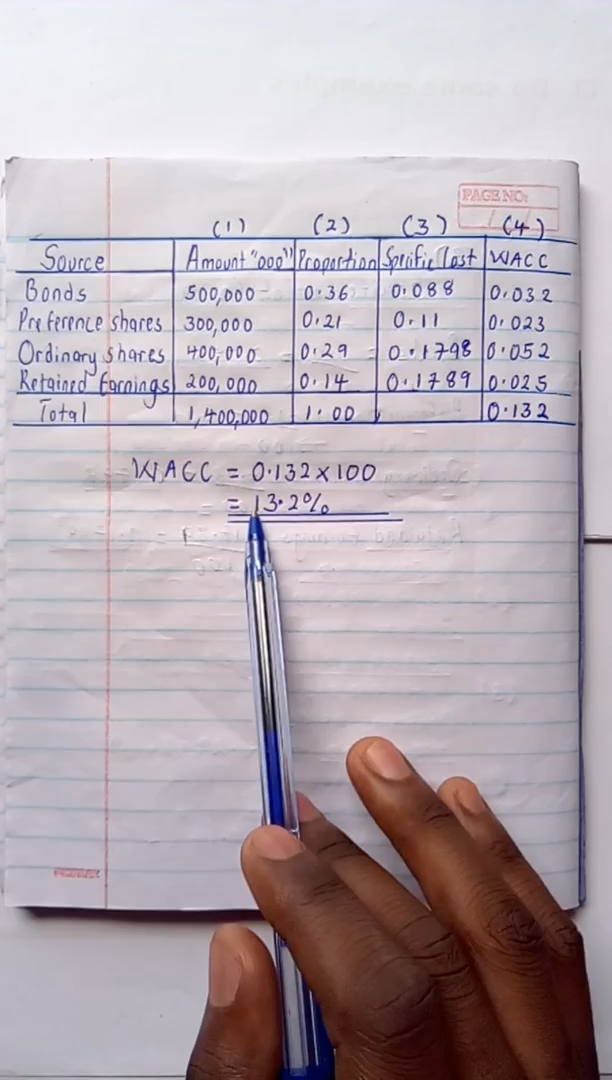 PAGE NO:
(1) (2) (3) (4)
Source Amount "000" Proportion Specific Cost WACC
Bonds 500,000 0.36 0.088 0.032
Preference shares 300,000 0.21 0.11 0.023
Ordinary shares 400,000 0.29 0.1798 0.052
Retained Earnings 200,000 0.14 0.1789 0.025
Total 1,400,000 1.00 0.132
WACC = 0.132 x 100
= 13.2%